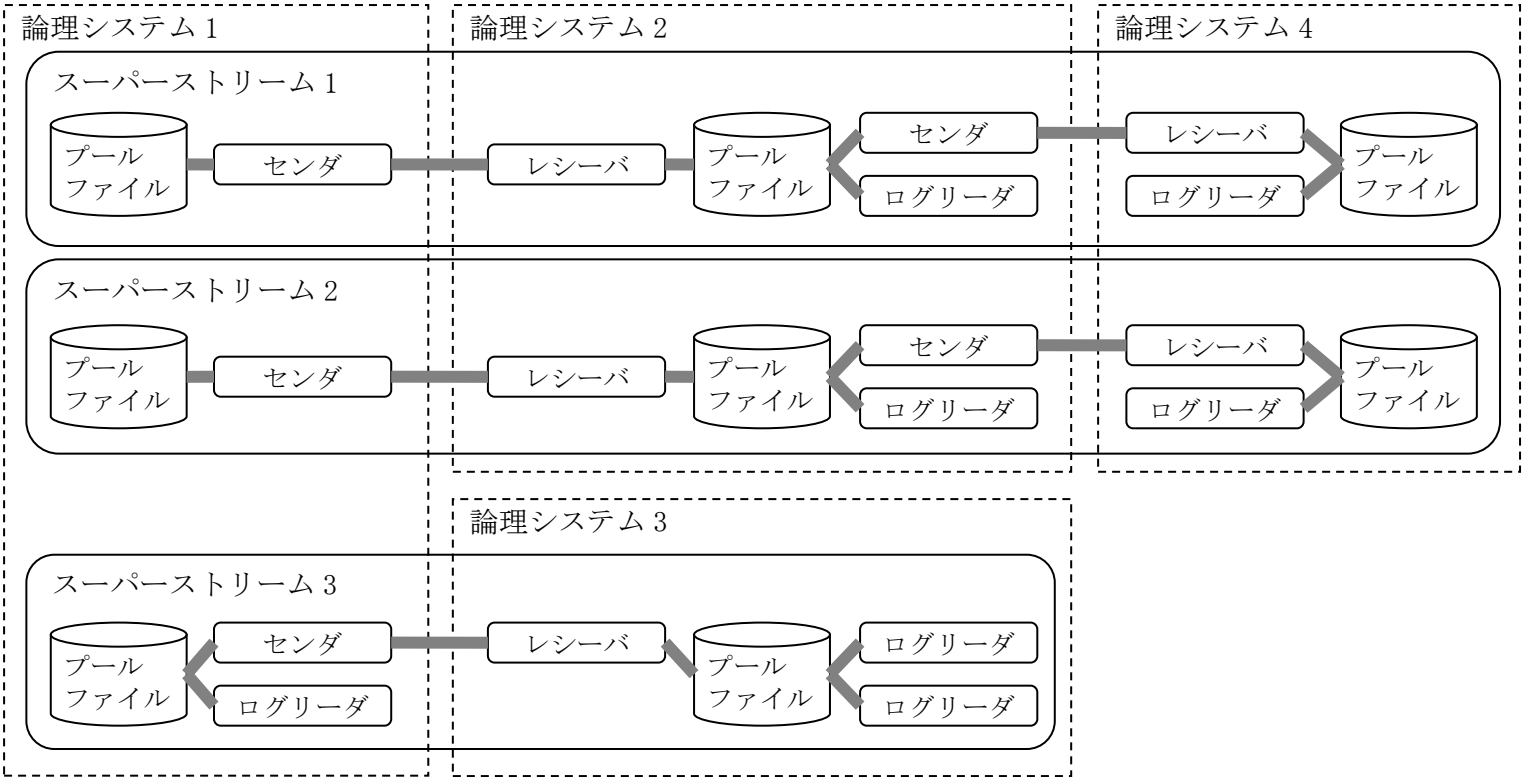 論理システム 1
論理システム 2
論理システム 4
スーパーストリーム 1
プール
ファイル
センダ
レシーバ
プール
ファイル
センダ
ログリーダ
レシーバ
ログリーダ
プール
ファイル
スーパーストリーム 2
プール
ファイル
センダ
レシーバ
プール
ファイル
センダ
ログリーダ
レシーバ
ログリーダ
プール
ファイル
論理システム 3
スーパーストリーム 3
プール
ファイル
センダ
ログリーダ
レシーバ
プール
ファイル
ログリーダ
ログリーダ